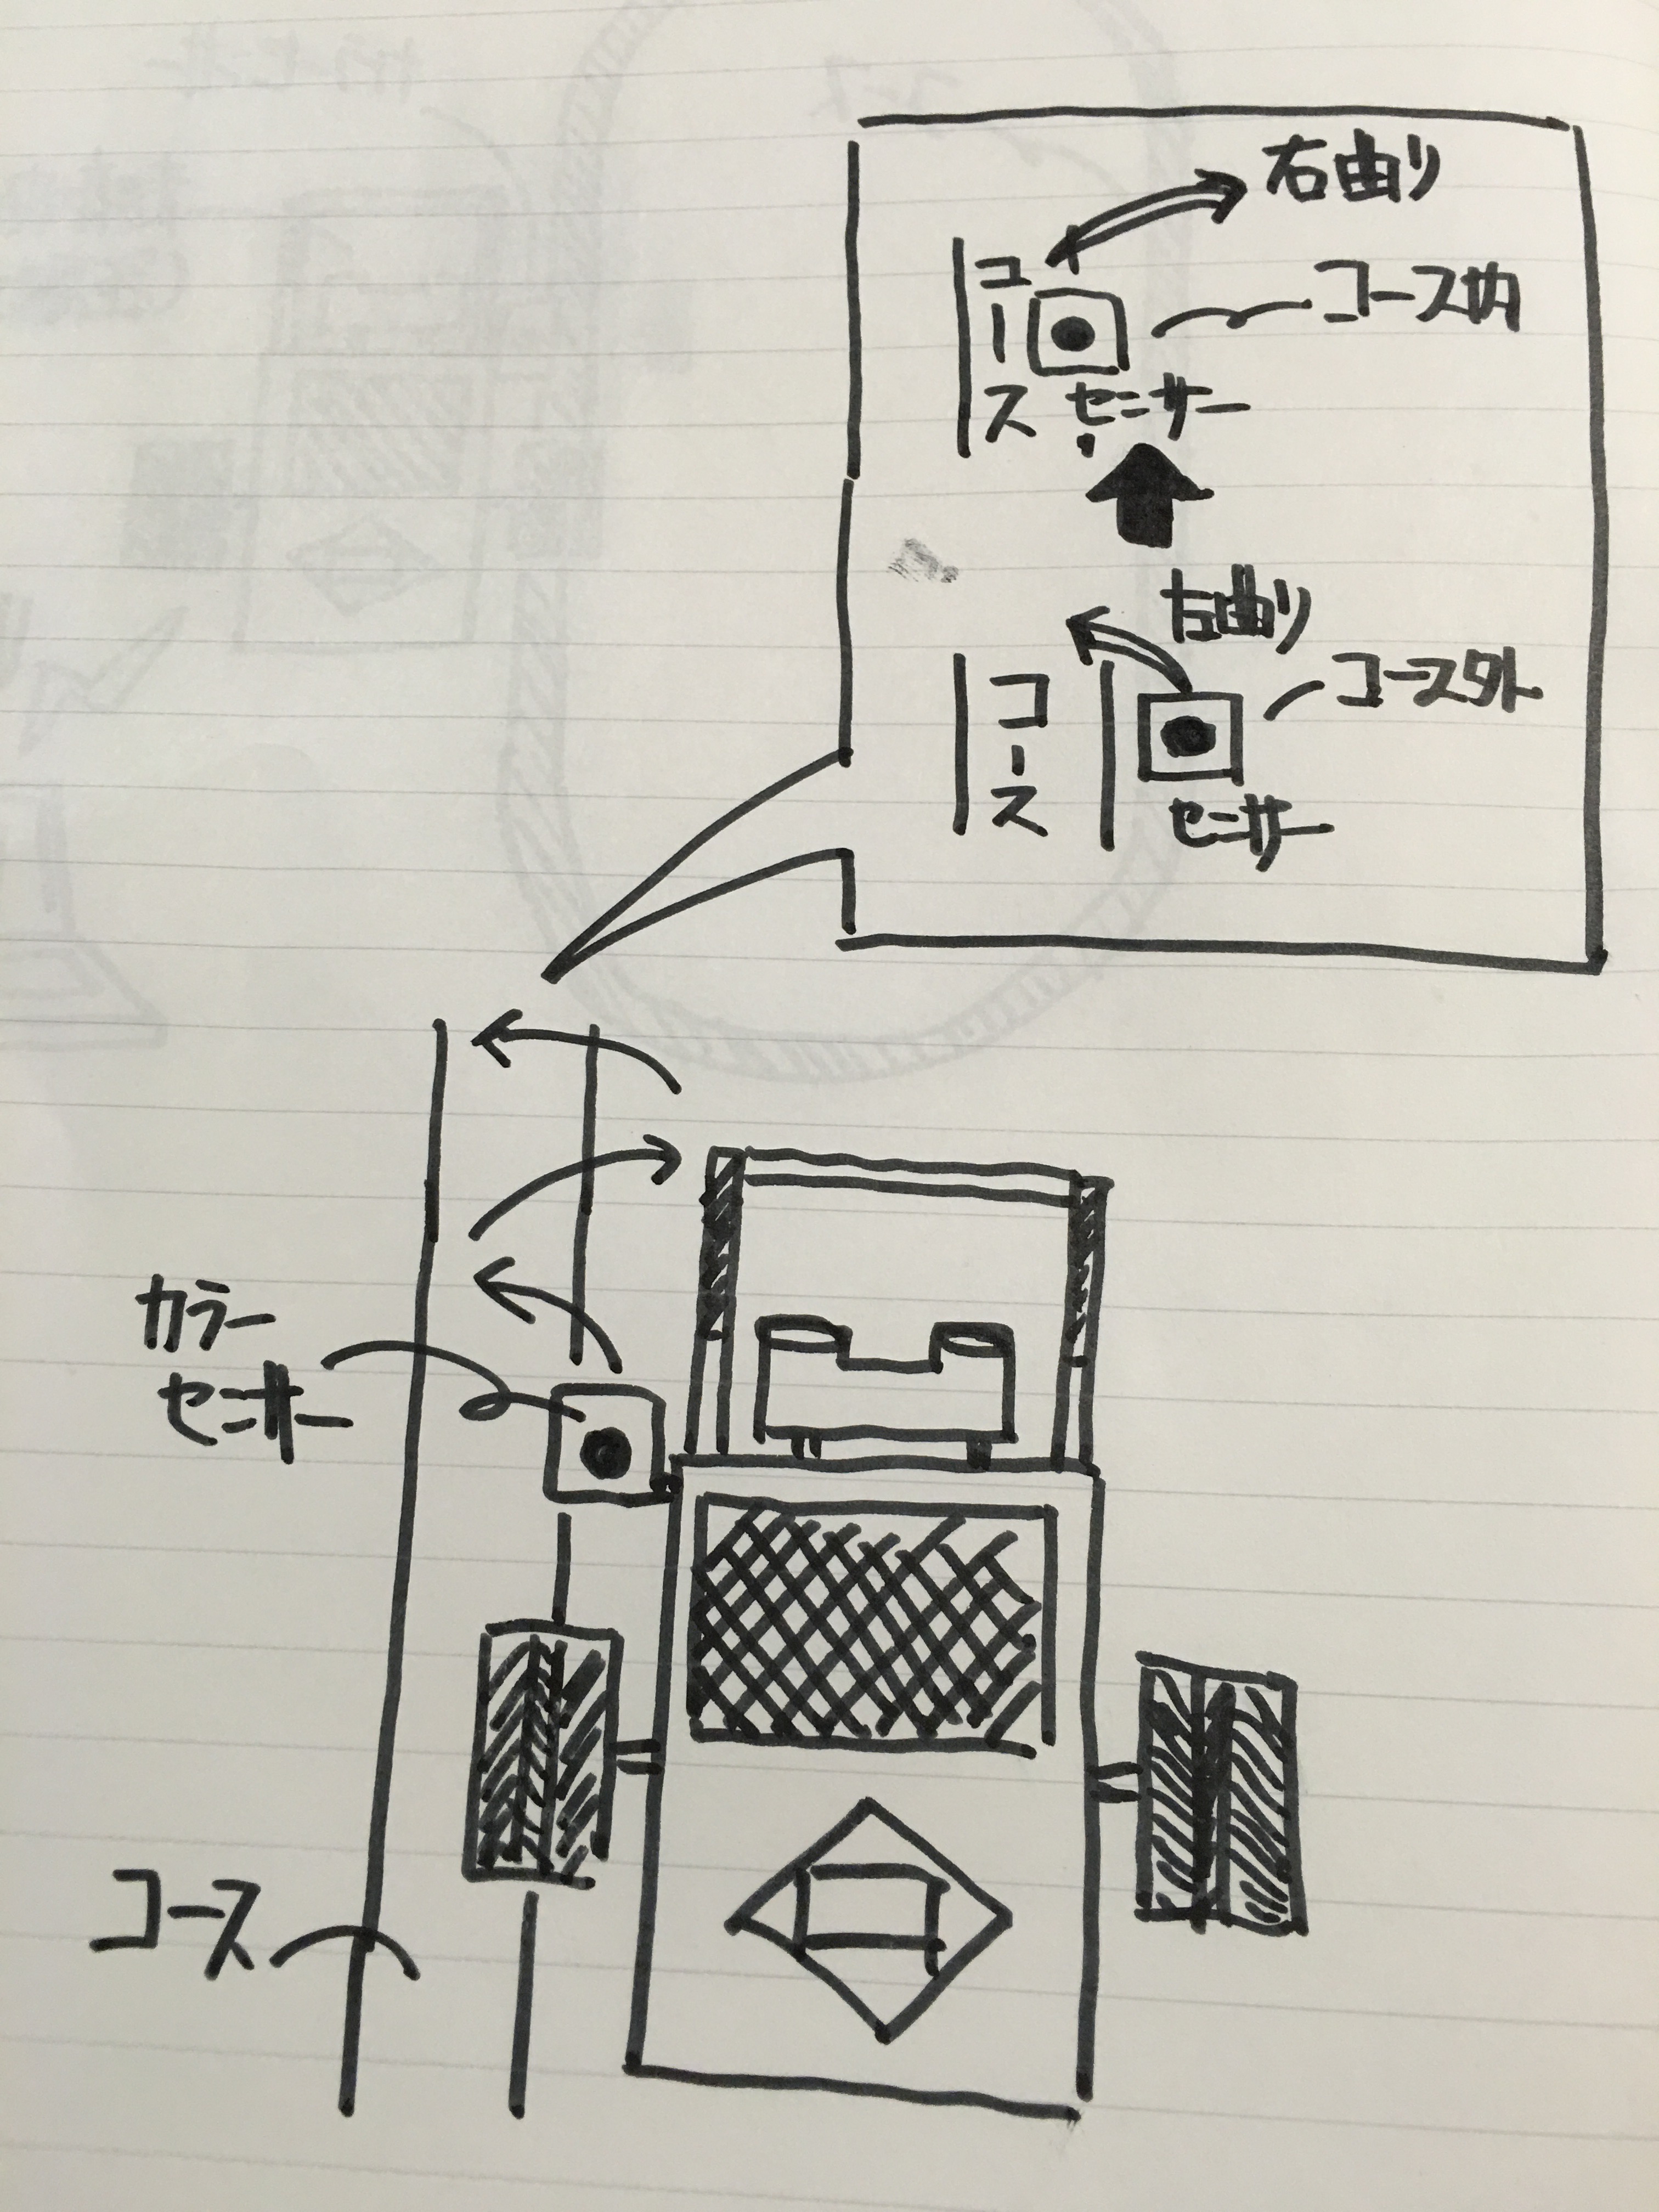 右曲り
コース内
コース
センサー
左曲り
コース外
コース
センサー
カラー
センサー
コース